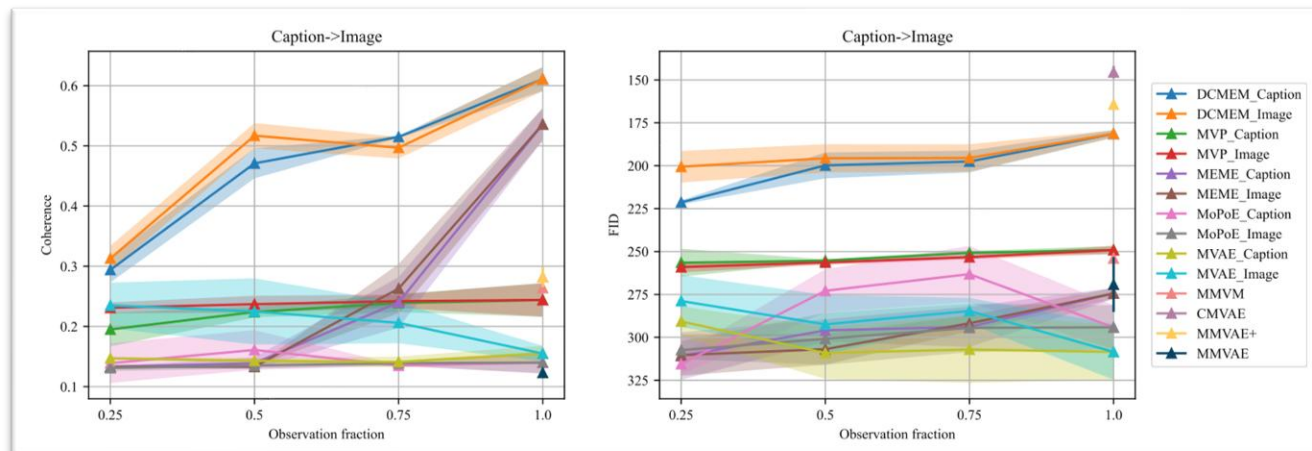 Caption->Image
0.6
0.5
0.4
0.3
0.2
0.1
Coherence
0.25
0.5
0.75
1.0
Observation fraction
Caption->Image
150
175
200
225
250
275
300
325
FID
0.25
0.5
0.75
1.0
Observation fraction
DCMEM_Caption
DCMEM_Image
MVP_Caption
MVP_Image
MEME_Caption
MEME_Image
MoPoE_Caption
MoPoE_Image
MVAE_Caption
MVAE_Image
MMVM
CMVAE
MMVAE+
MMVAE